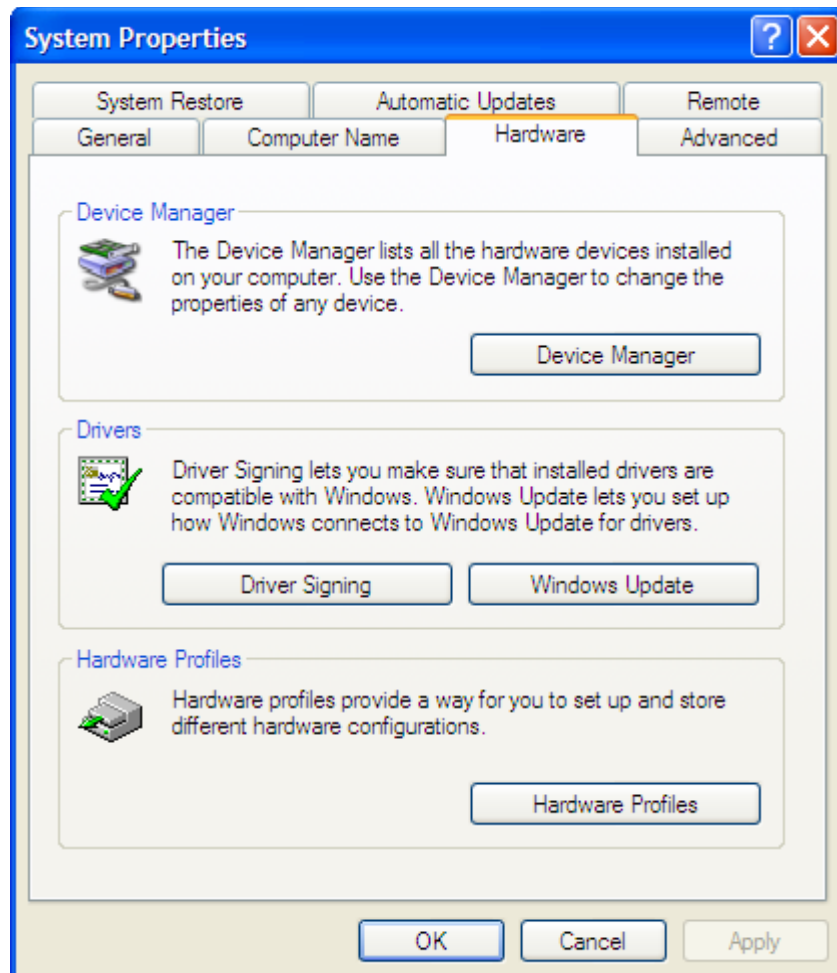 System Properties
System Restore Automatic Updates Remote
General Computer Name Hardware Advanced
Device Manager
The Device Manager lists all the hardware devices installed
on your computer. Use the Device Manager to change the
properties of any device.
Device Manager
Drivers
Driver Signing lets you make sure that installed drivers are
compatible with Windows. Windows Update lets you set up
how Windows connects to Windows Update for drivers.
Driver Signing Windows Update
Hardware Profiles
Hardware profiles provide a way for you to set up and store
different hardware configurations.
Hardware Profiles
OK Cancel Apply